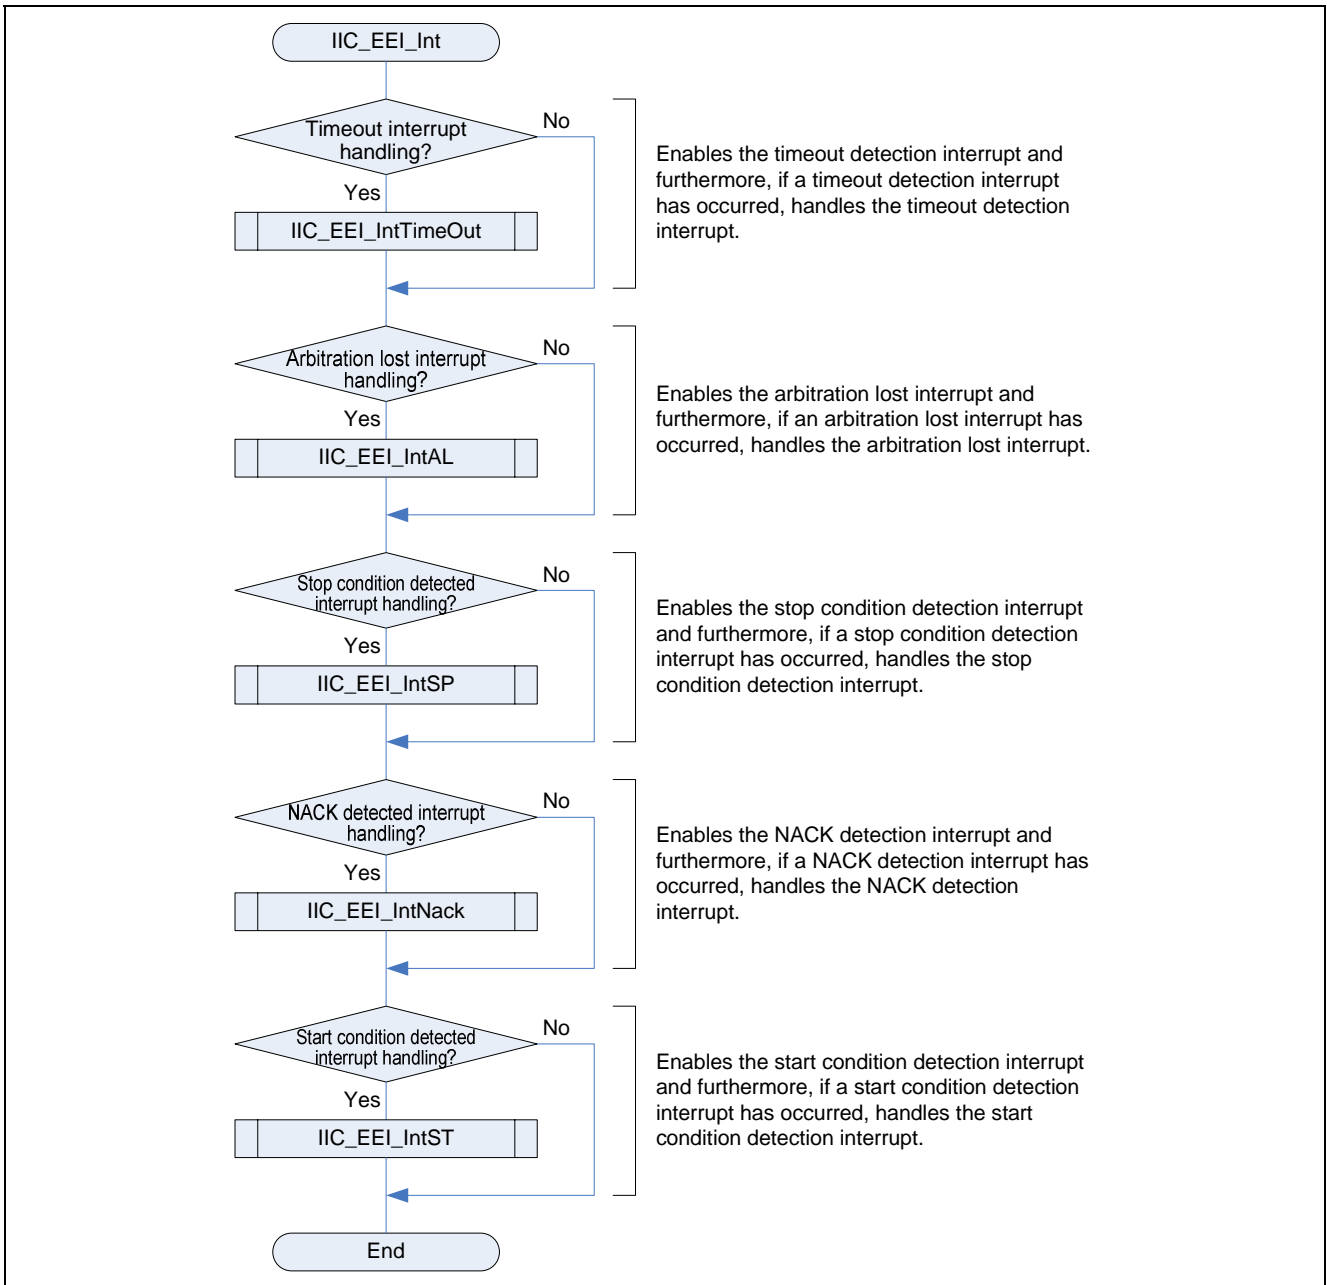 IIC_EEI_Int
Timeout interrupt
handling?
No
Yes
IIC_EEI_IntTimeOut
Enables the timeout detection interrupt and
furthermore, if a timeout detection interrupt
has occurred, handles the timeout detection
interrupt.
Arbitration lost interrupt
handling?
No
Yes
IIC_EEI_IntAL
Enables the arbitration lost interrupt and
furthermore, if an arbitration lost interrupt has
occurred, handles the arbitration lost interrupt.
Stop condition detected
interrupt handling?
No
Yes
IIC_EEI_IntSP
Enables the stop condition detection interrupt
and furthermore, if a stop condition detection
interrupt has occurred, handles the stop
condition detection interrupt.
NACK detected interrupt
handling?
No
Yes
IIC_EEI_IntNack
Enables the NACK detection interrupt and
furthermore, if a NACK detection interrupt has
occurred, handles the NACK detection
interrupt.
Start condition detected
interrupt handling?
No
Yes
IIC_EEI_IntST
Enables the start condition detection interrupt
and furthermore, if a start condition detection
interrupt has occurred, handles the start
condition detection interrupt.
End